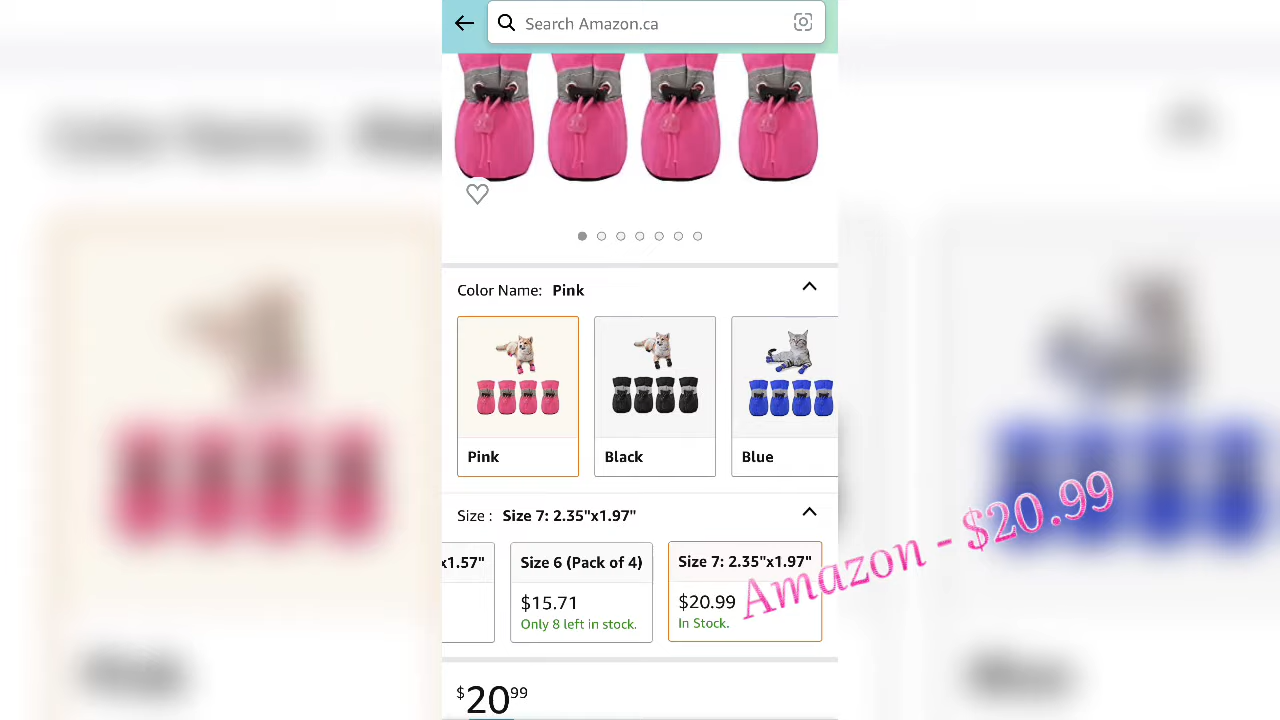 Search Amazon.ca
Color Name: Pink
Pink
Black
Blue
Size : Size 7: 2.35"x1.97"
x1.57"
Size 6 (Pack of 4)
$15.71
Only 8 left in stock.
Size 7: 2.35"x1.97"
$20.99
In Stock.
Amazon - $20.99
$20 99